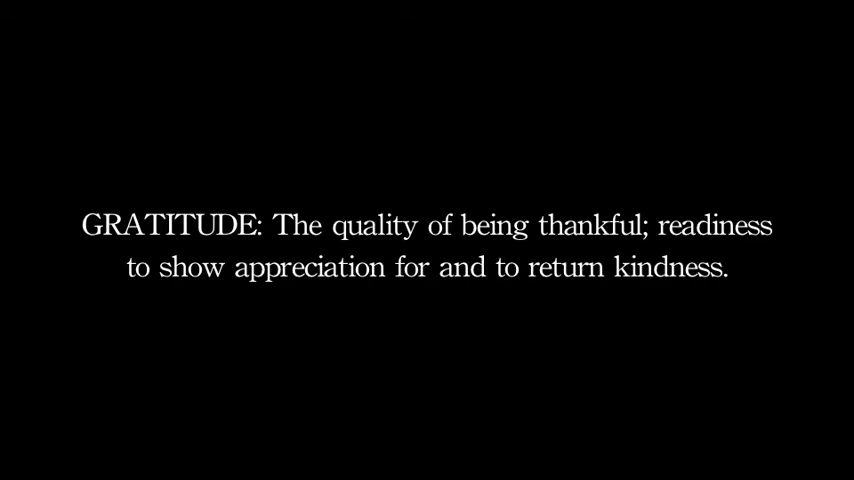 GRATITUDE: The quality of being thankful; readiness
to show appreciation for and to return kindness.